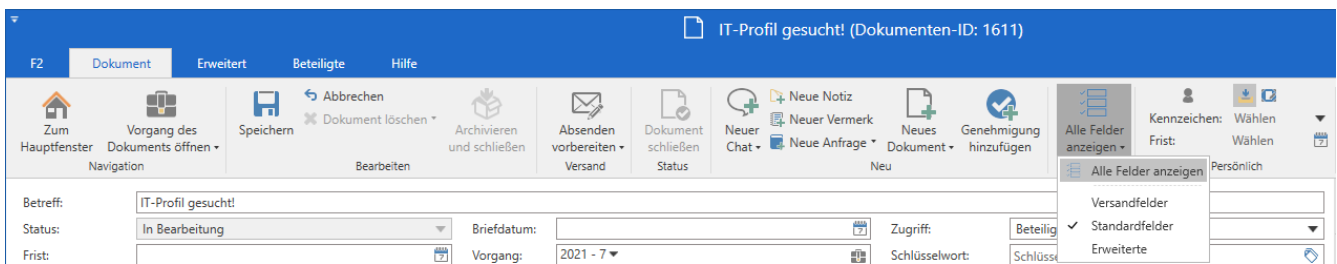 IT-Profil gesucht! (Dokumenten-ID: 1611)
F2 Dokument Erweitert Beteiligte Hilfe
Zum Hauptfenster
Vorgang des Dokuments öffnen
Navigation
Speichern
Abbrechen
Dokument löschen
Archivieren und schließen
Bearbeiten
Absenden vorbereiten
Versand
Dokument schließen
Status
Neuer Chat
Neue Notiz
Neuer Vermerk
Neue Anfrage
Neues Dokument
Genehmigung hinzufügen
Neu
Alle Felder anzeigen
Kennzeichen: Wählen
Frist: Wählen
Persönlich
Alle Felder anzeigen
Versandfelder
Standardfelder
Erweiterte
Betreff: IT-Profil gesucht!
Status: In Bearbeitung Briefdatum: Zugriff: Beteilig
Frist: Vorgang: 2021 - 7 Schlüsselwort: Schlüsse